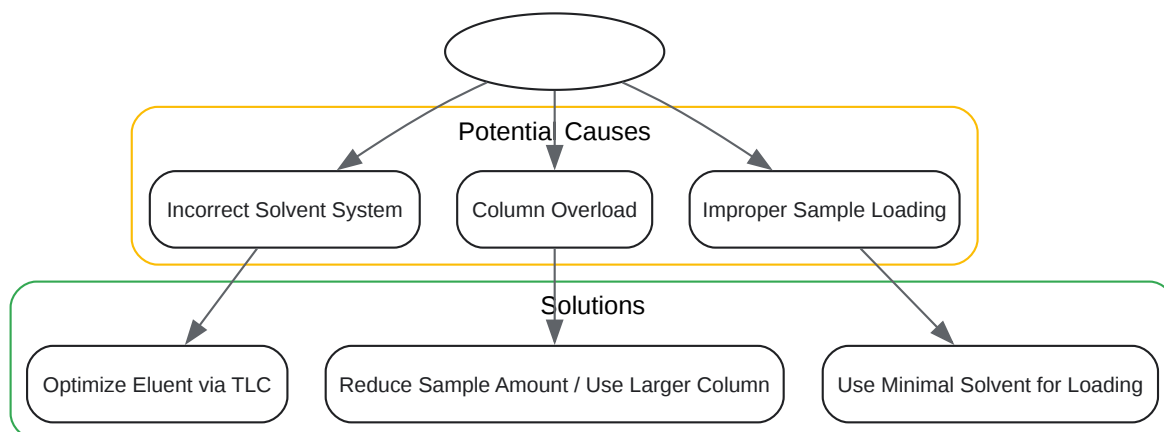 Potential Causes
Incorrect Solvent System
Column Overload
Improper Sample Loading
Solutions
Optimize Eluent via TLC
Reduce Sample Amount / Use Larger Column
Use Minimal Solvent for Loading